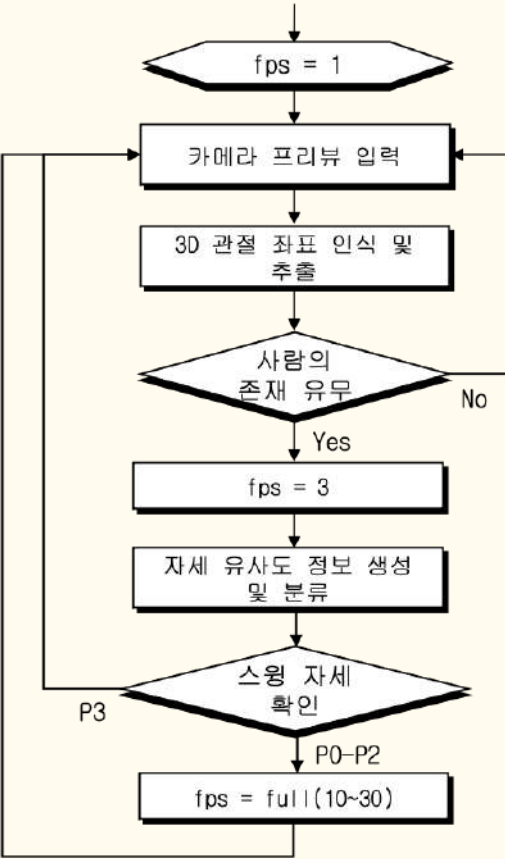 fps = 1
카메라 프리뷰 입력
3D 관절 좌표 인식 및
추출
사람의
존재 유무
No
Yes
fps = 3
자세 유사도 정보 생성
및 분류
스윙 자세
확인
P3
P0-P2
fps = full(10~30)